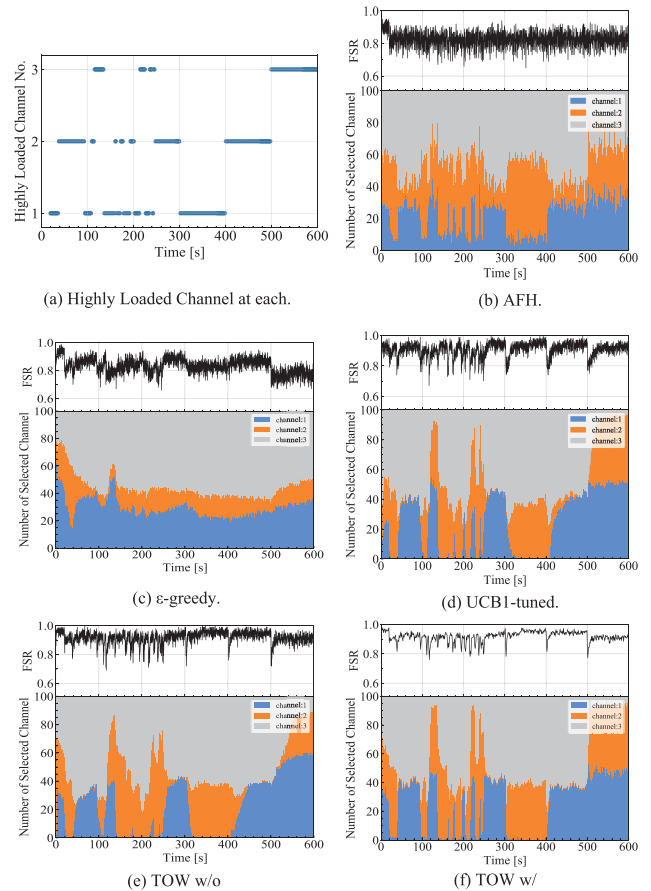 Highly Loaded Channel No.
3
2
1
0 100 200 300 400 500 600
Time [s]
(a) Highly Loaded Channel at each.
FSR
1.0
0.8
0.6
Number of Selected Channel
100
80
60
40
20
0
channel:1
channel:2
channel:3
0 100 200 300 400 500 600
Time [s]
(b) AFH.
FSR
1.0
0.8
0.6
Number of Selected Channel
100
80
60
40
20
0
channel:1
channel:2
channel:3
0 100 200 300 400 500 600
Time [s]
(c) ε-greedy.
FSR
1.0
0.8
0.6
Number of Selected Channel
100
80
60
40
20
0
channel:1
channel:2
channel:3
0 100 200 300 400 500 600
Time [s]
(d) UCB1-tuned.
FSR
1.0
0.8
0.6
Number of Selected Channel
100
80
60
40
20
0
channel:1
channel:2
channel:3
0 100 200 300 400 500 600
Time [s]
(e) TOW w/o
FSR
1.0
0.8
0.6
Number of Selected Channel
100
80
60
40
20
0
channel:1
channel:2
channel:3
0 100 200 300 400 500 600
Time [s]
(f) TOW w/